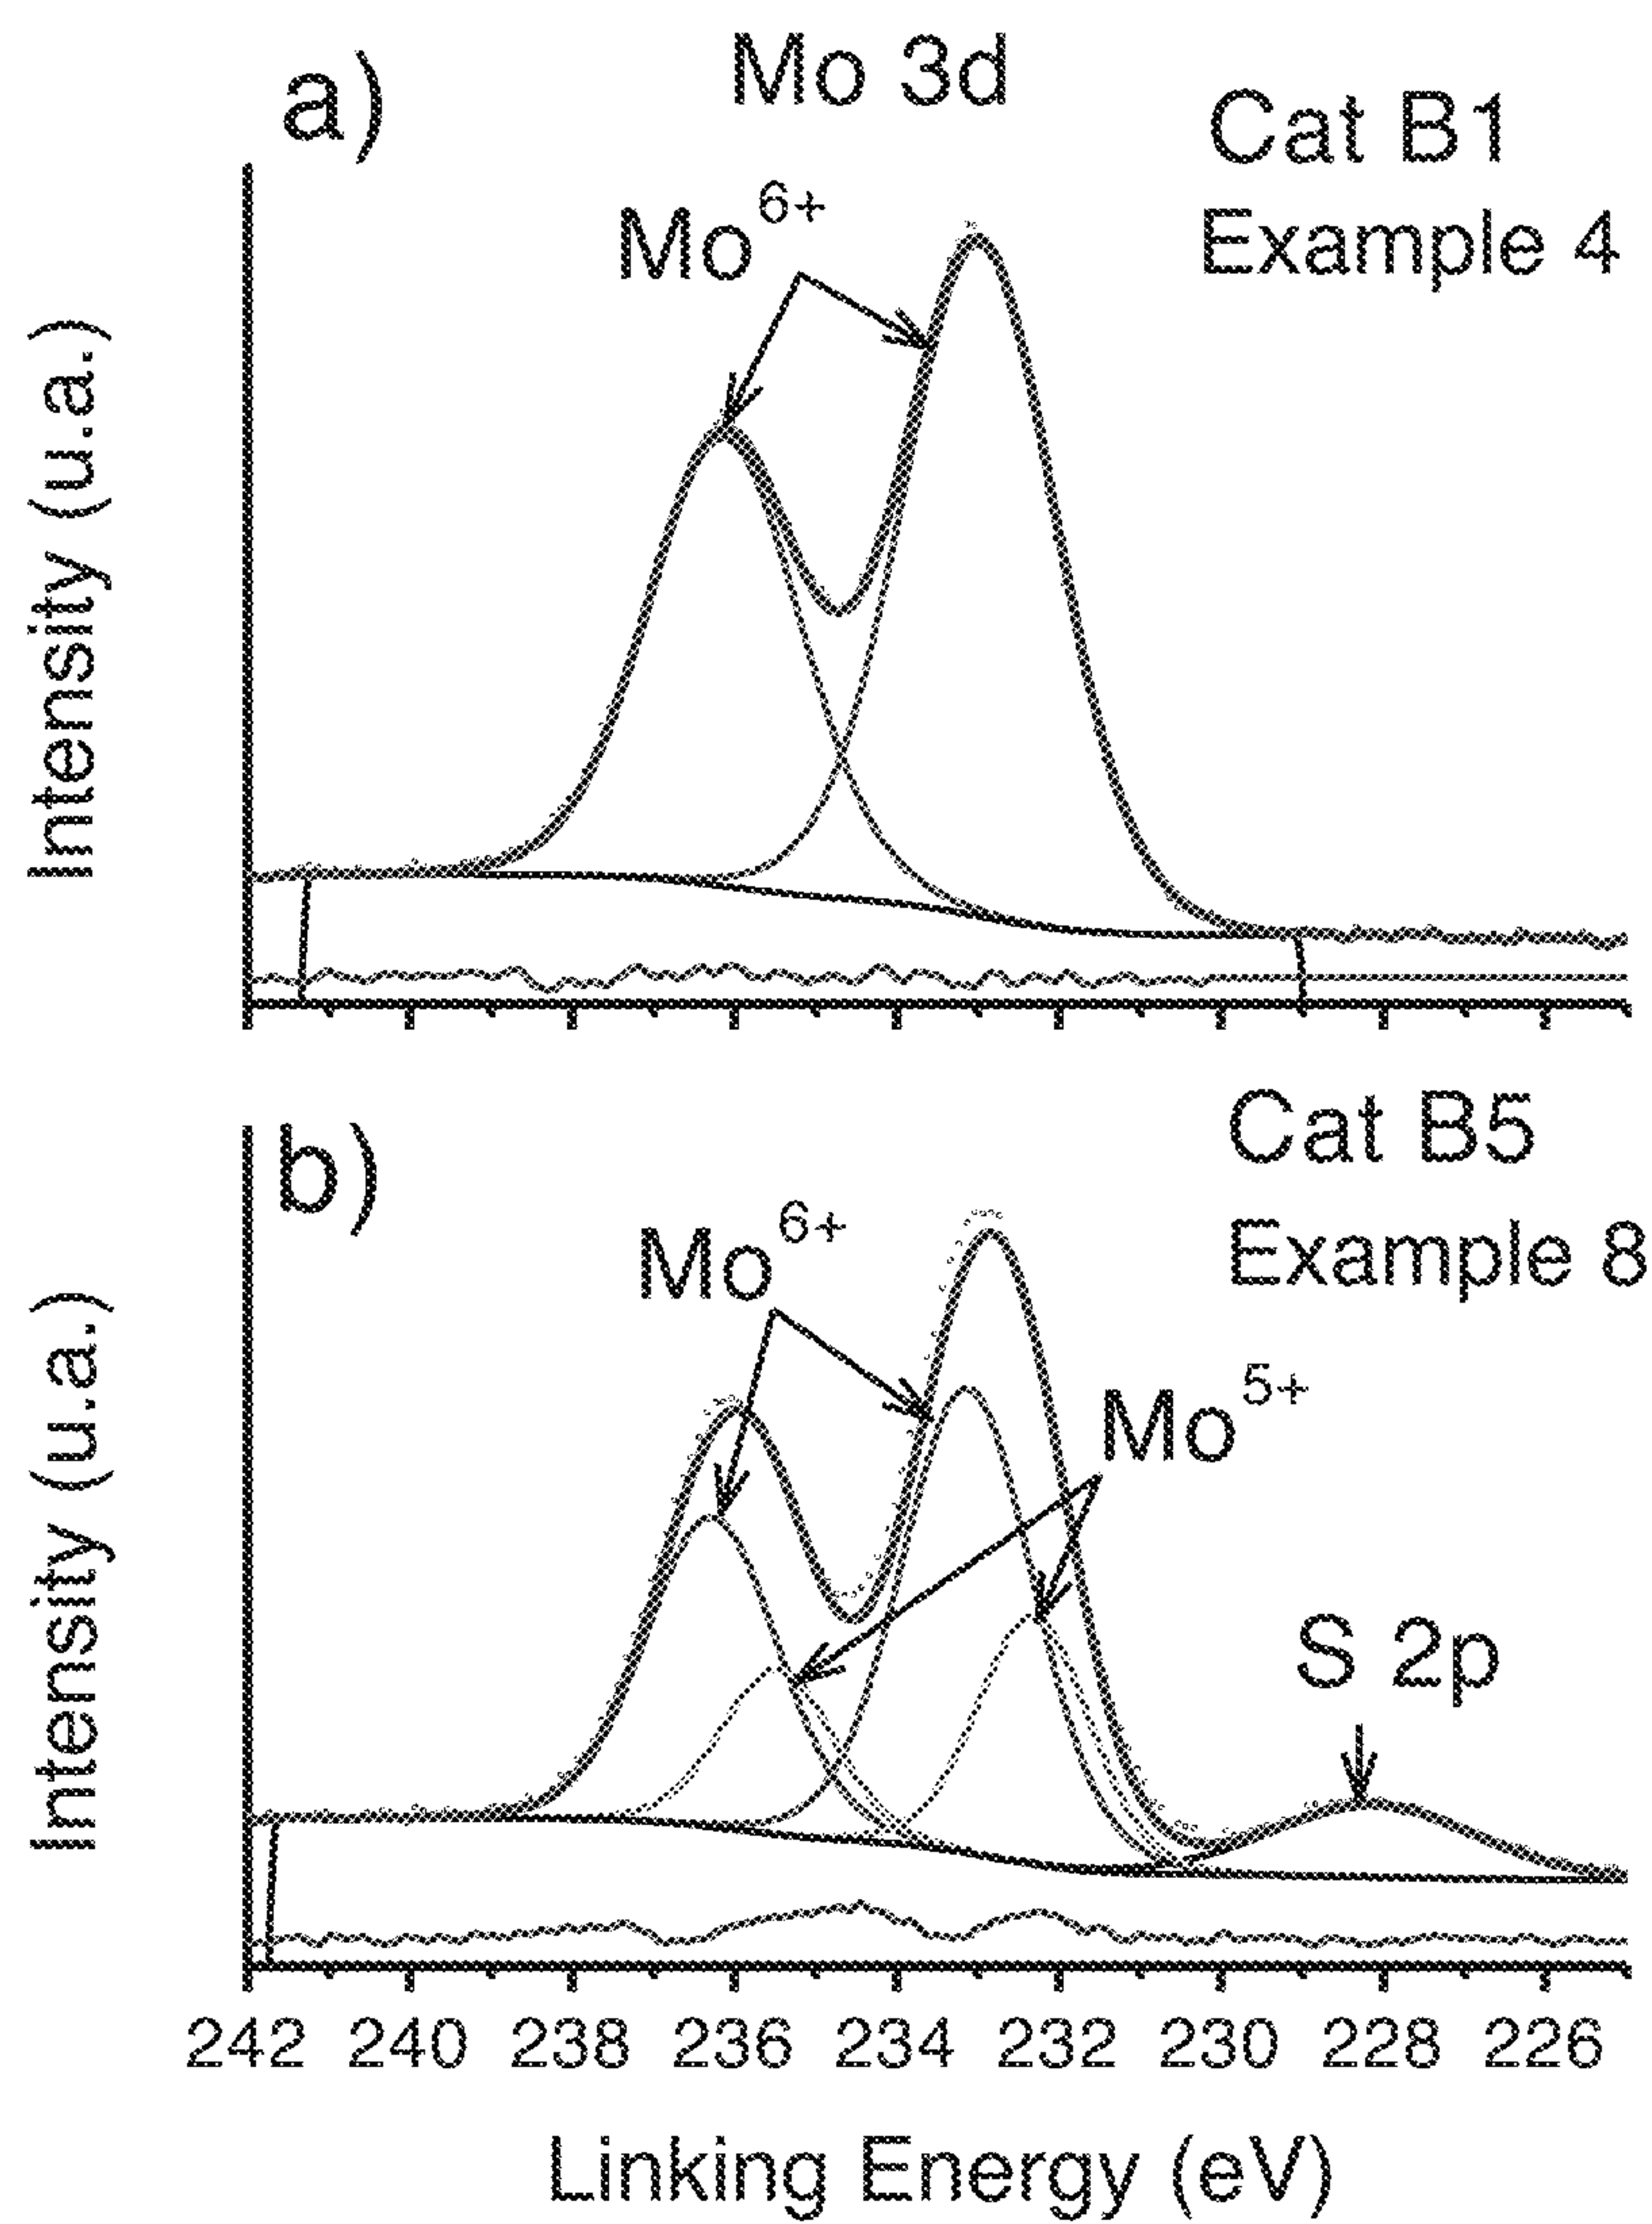 a)
Mo 3d
Cat B1
Example 4
Mo6+
Intensity (u.a.)
b)
Cat B5
Example 8
Mo6+
Mo5+
S 2p
Intensity (u.a.)
242 240 238 236 234 232 230 228 226
Linking Energy (eV)